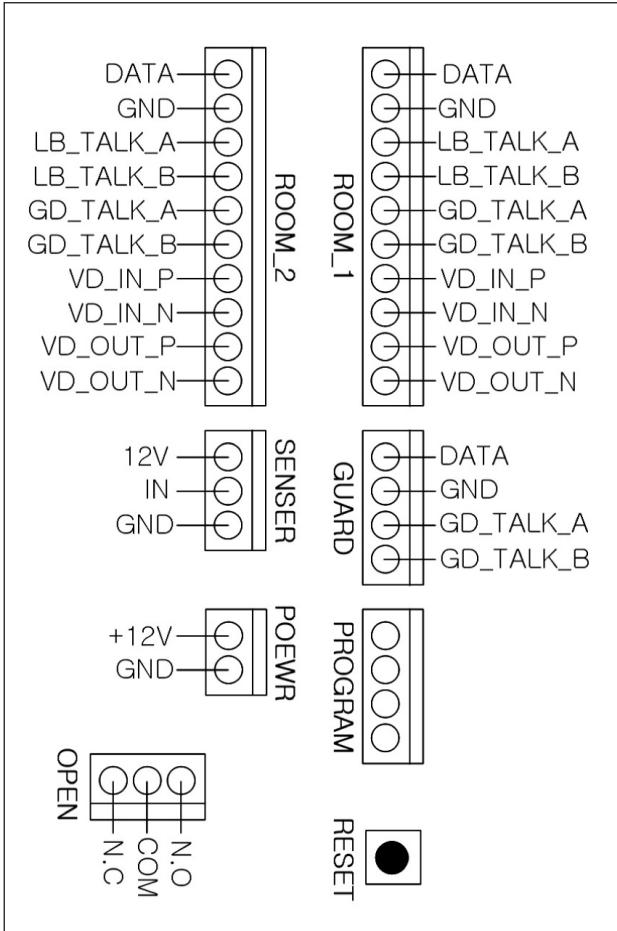 DATA
GND
LB_TALK_A
LB_TALK_B
GD_TALK_A
GD_TALK_B
VD_IN_P
VD_IN_N
VD_OUT_P
VD_OUT_N
ROOM_2
ROOM_1
DATA
GND
LB_TALK_A
LB_TALK_B
GD_TALK_A
GD_TALK_B
VD_IN_P
VD_IN_N
VD_OUT_P
VD_OUT_N
12V
IN
GND
SENSER
GUARD
DATA
GND
GD_TALK_A
GD_TALK_B
+12V
GND
POEWR
PROGRAM
OPEN
N.C
COM
N.O
RESET